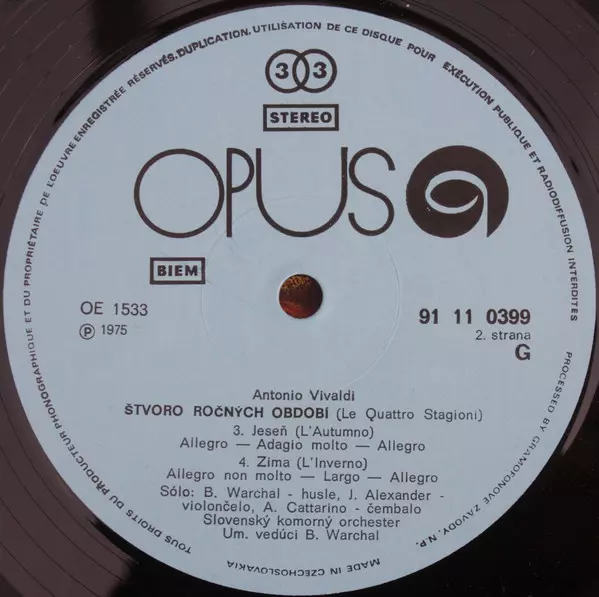 TOUS DROITS DU PRODUCTEUR PHONOGRAPHIQUE ET DU PROPRIÉTAIRE DE L'OEUVRE ENREGISTRÉE RÉSERVÉS. DUPLICATION, UTILISATION DE CE DISQUE POUR EXÉCUTION PUBLIQUE ET RADIODIFFUSION INTERDITES
33
STEREO
OPUS
BIEM
OE 1533
℗ 1975
91 11 0399
2. strana
G
Antonio Vivaldi
ŠTVORO ROČNÝCH OBDOBÍ (Le Quattro Stagioni)
3. Jeseň (L'Autumno)
Allegro — Adagio molto — Allegro
4. Zima (L'Inverno)
Allegro non molto — Largo — Allegro
Sólo: B. Warchal - husle, J. Alexander -
violončelo, A. Cattarino - čembalo
Slovenský komorný orchester
Um. vedúci B. Warchal
PROCESSED BY GRAMOFONOVÉ ZÁVODY, N.P.
MADE IN CZECHOSLOVAKIA